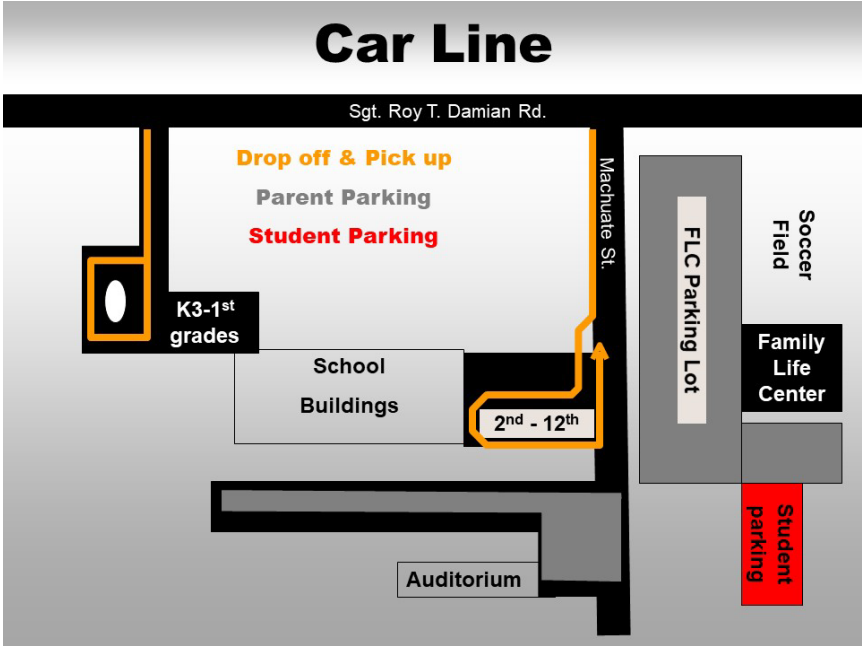 Car Line
Sgt. Roy T. Damian Rd.
Drop off & Pick up
Parent Parking
Student Parking
Machuate St.
FLC Parking Lot
Soccer
Field
K3-1st
grades
School
Buildings
Family
Life
Center
2nd - 12th
Student
parking
Auditorium